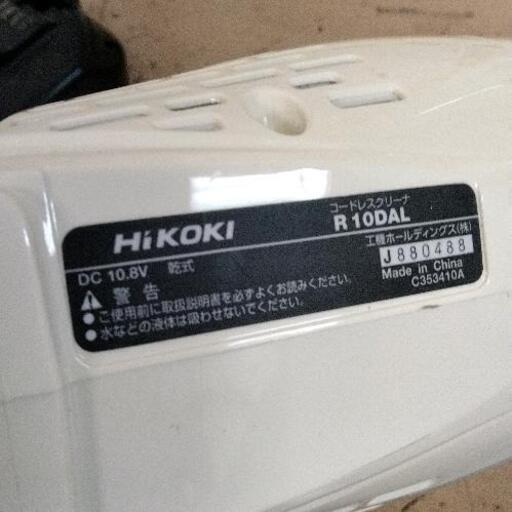 HiKOKI
コードレスクリーナ
R 10DAL
DC 10.8V 乾式
工機ホールディングス(株)
J880488
Made in China
C353410A
警告
●ご使用前に取扱説明書を必ずよくお読みください。
●水などの液体は吸わせないでください。